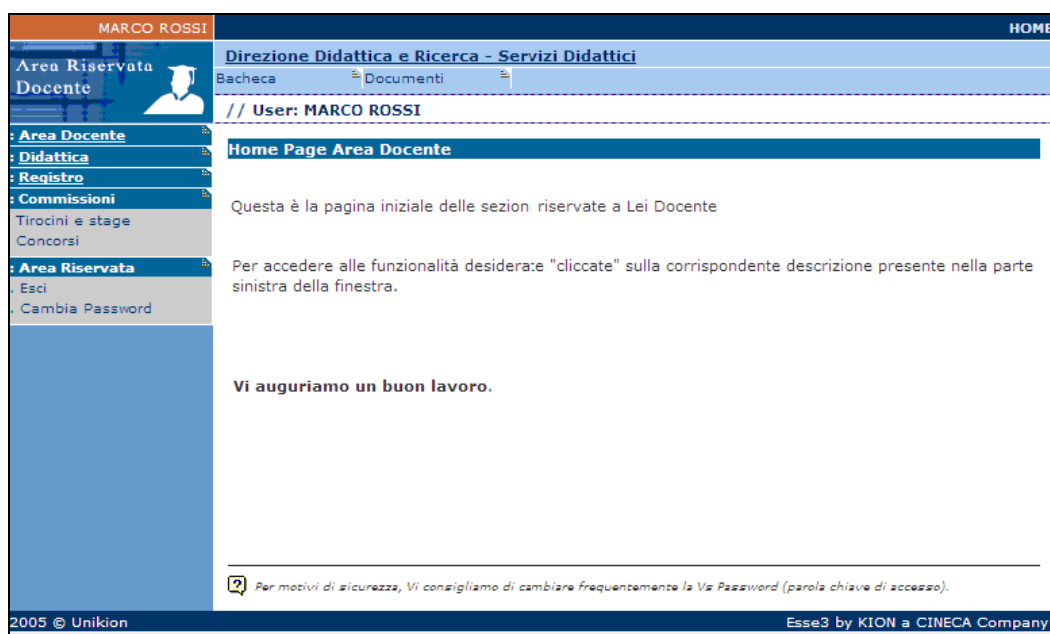 MARCO ROSSI
HOME
Area Riservata
Docente
Direzione Didattica e Ricerca - Servizi Didattici
Bacheca Documenti
// User: MARCO ROSSI
: Area Docente
: Didattica
: Registro
: Commissioni
Tirocini e stage
Concorsi
: Area Riservata
. Esci
. Cambia Password
Home Page Area Docente
Questa è la pagina iniziale delle sezion riservate a Lei Docente
Per accedere alle funzionalità desiderate "cliccate" sulla corrispondente descrizione presente nella parte
sinistra della finestra.
Vi auguriamo un buon lavoro.
Per motivi di sicurezza, Vi consigliamo di cambiare frequentemente la Vs Password (parola chiave di accesso).
2005 © Unikion
Esse3 by KION a CINECA Company